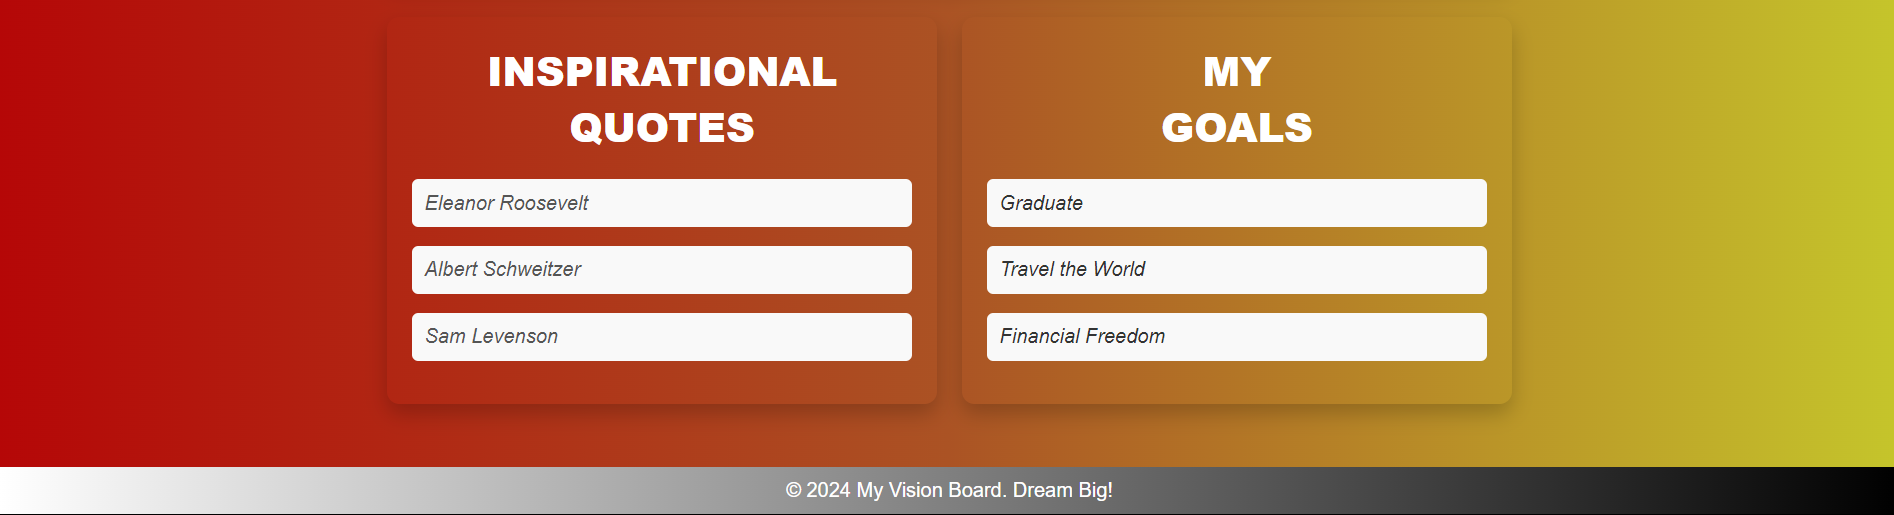 INSPIRATIONAL
QUOTES
Eleanor Roosevelt
Albert Schweitzer
Sam Levenson
MY
GOALS
Graduate
Travel the World
Financial Freedom
© 2024 My Vision Board. Dream Big!